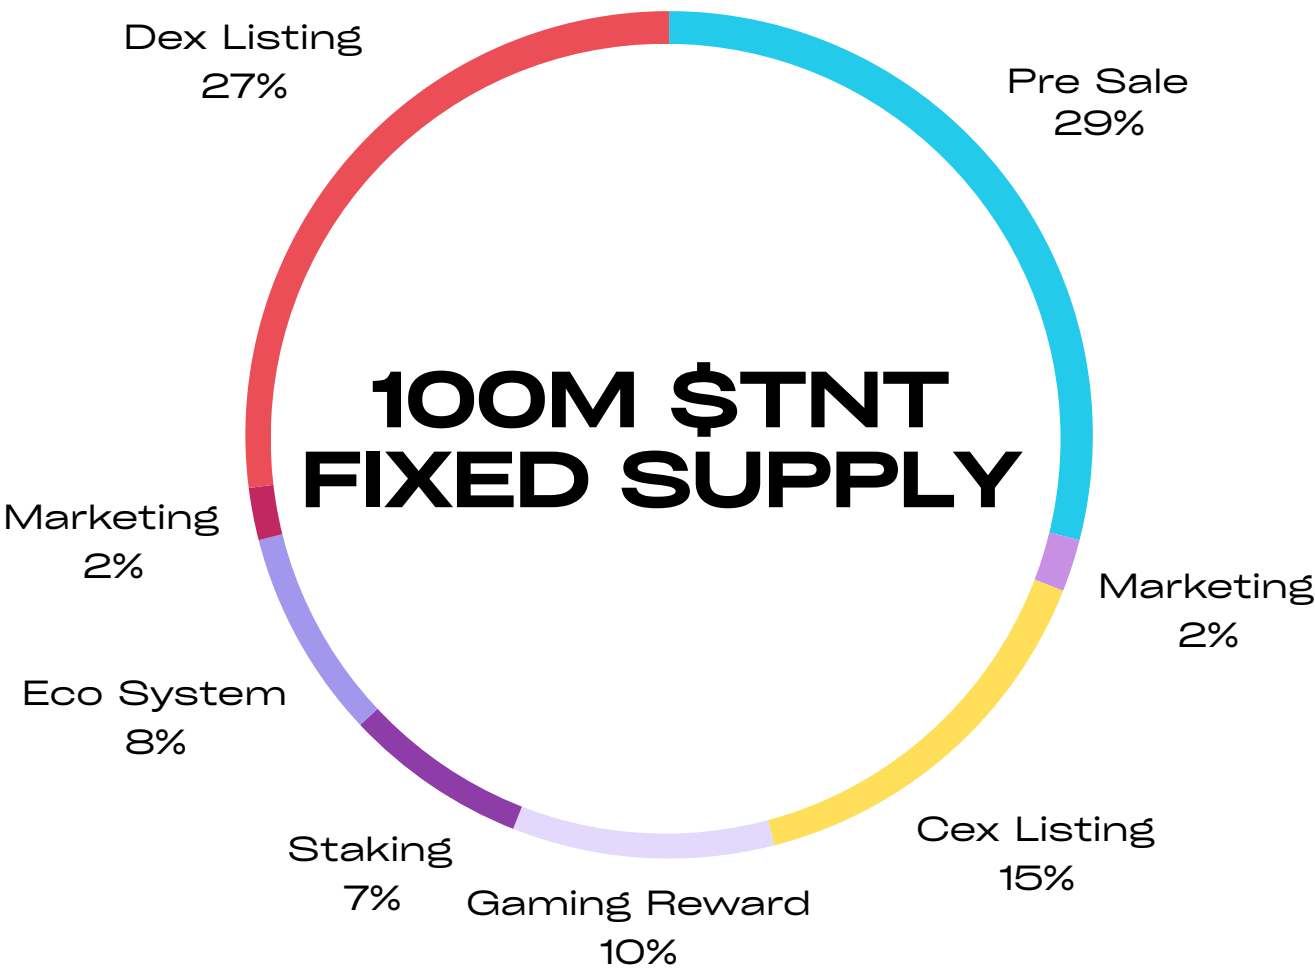 Dex Listing
27%
Pre Sale
29%
100M $TNT
FIXED SUPPLY
Marketing
2%
Marketing
2%
Eco System
8%
Cex Listing
15%
Staking
7%
Gaming Reward
10%